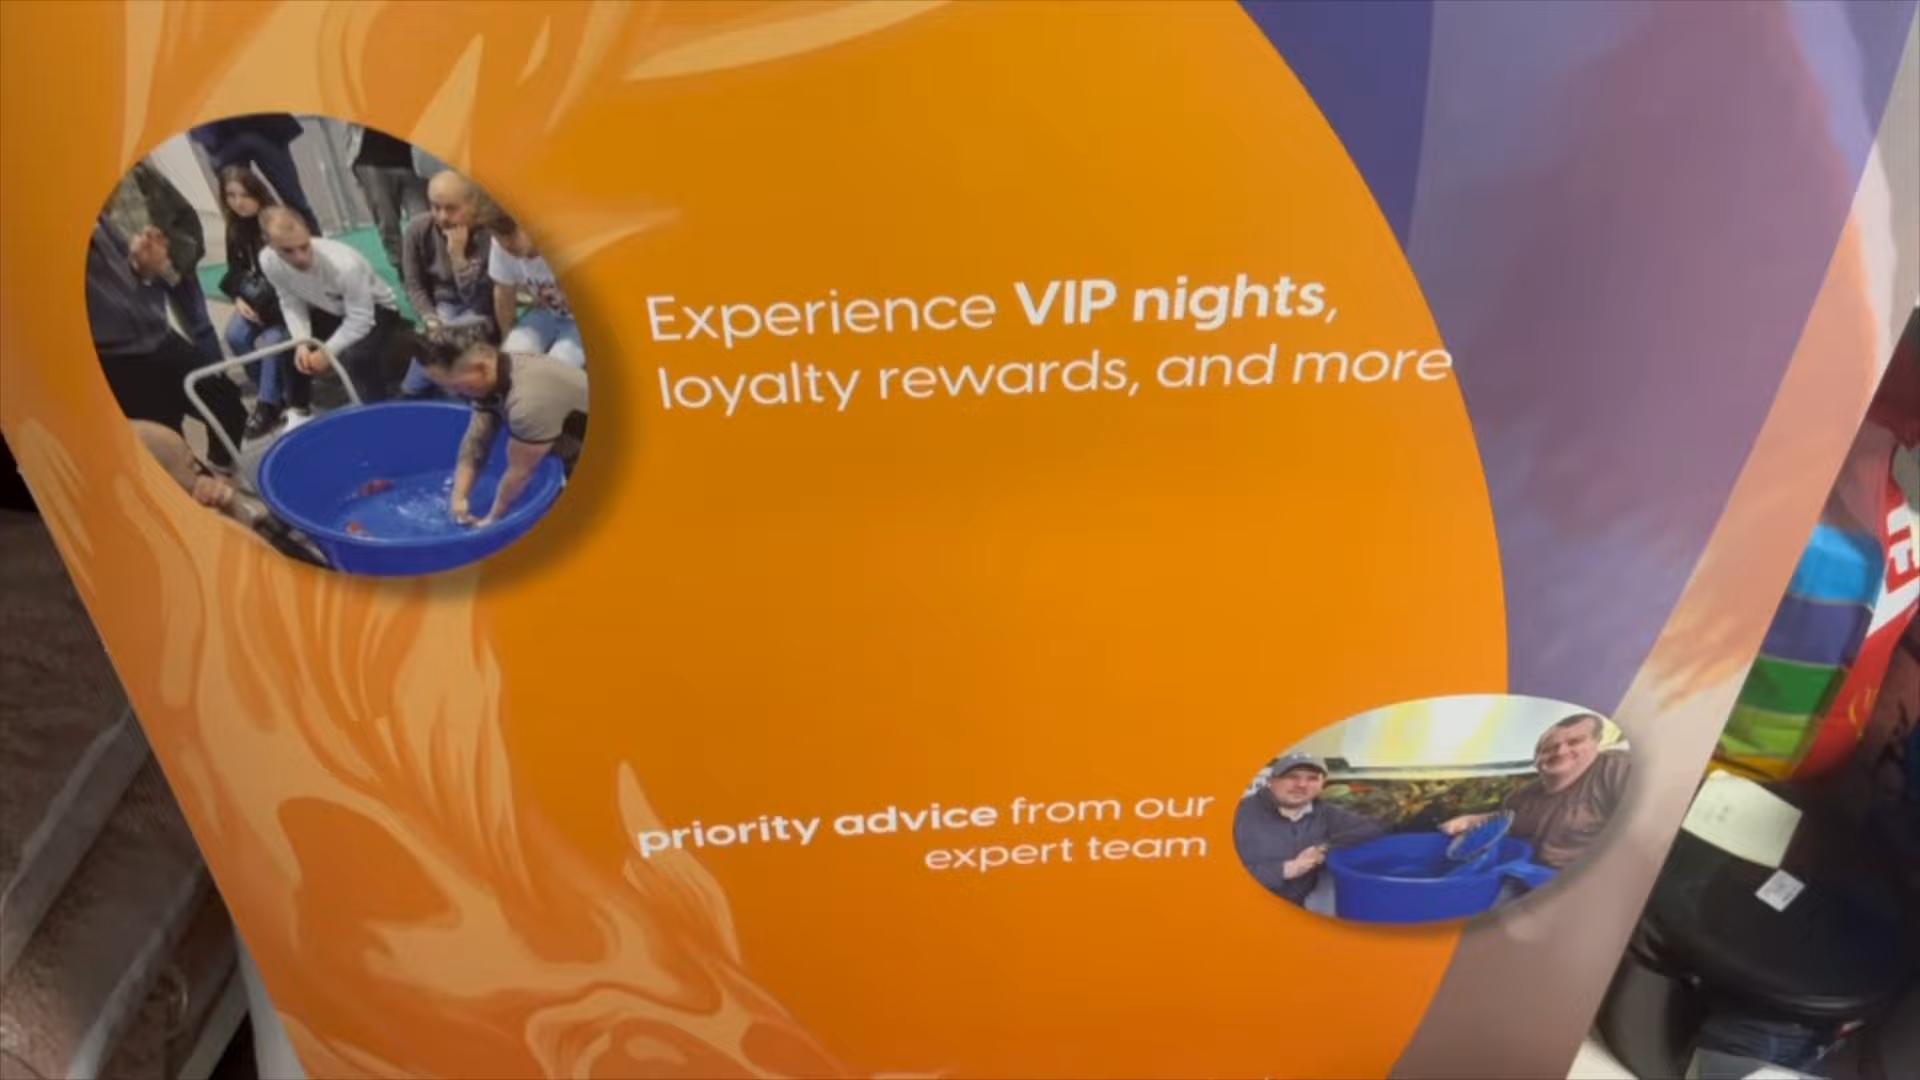 Experience VIP nights,
loyalty rewards, and more
priority advice from our
expert team